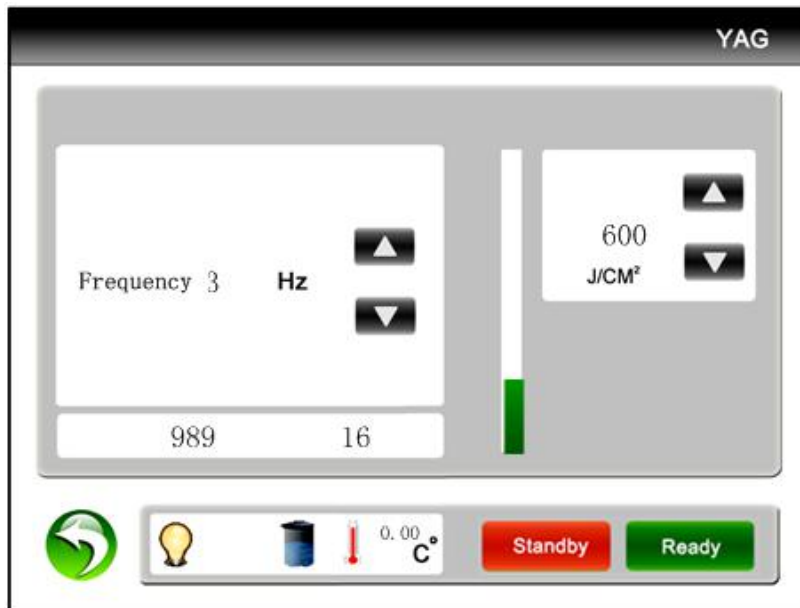 YAG
600
J/CM²
Frequency 3 Hz
989 16
0.00 C°
Standby Ready